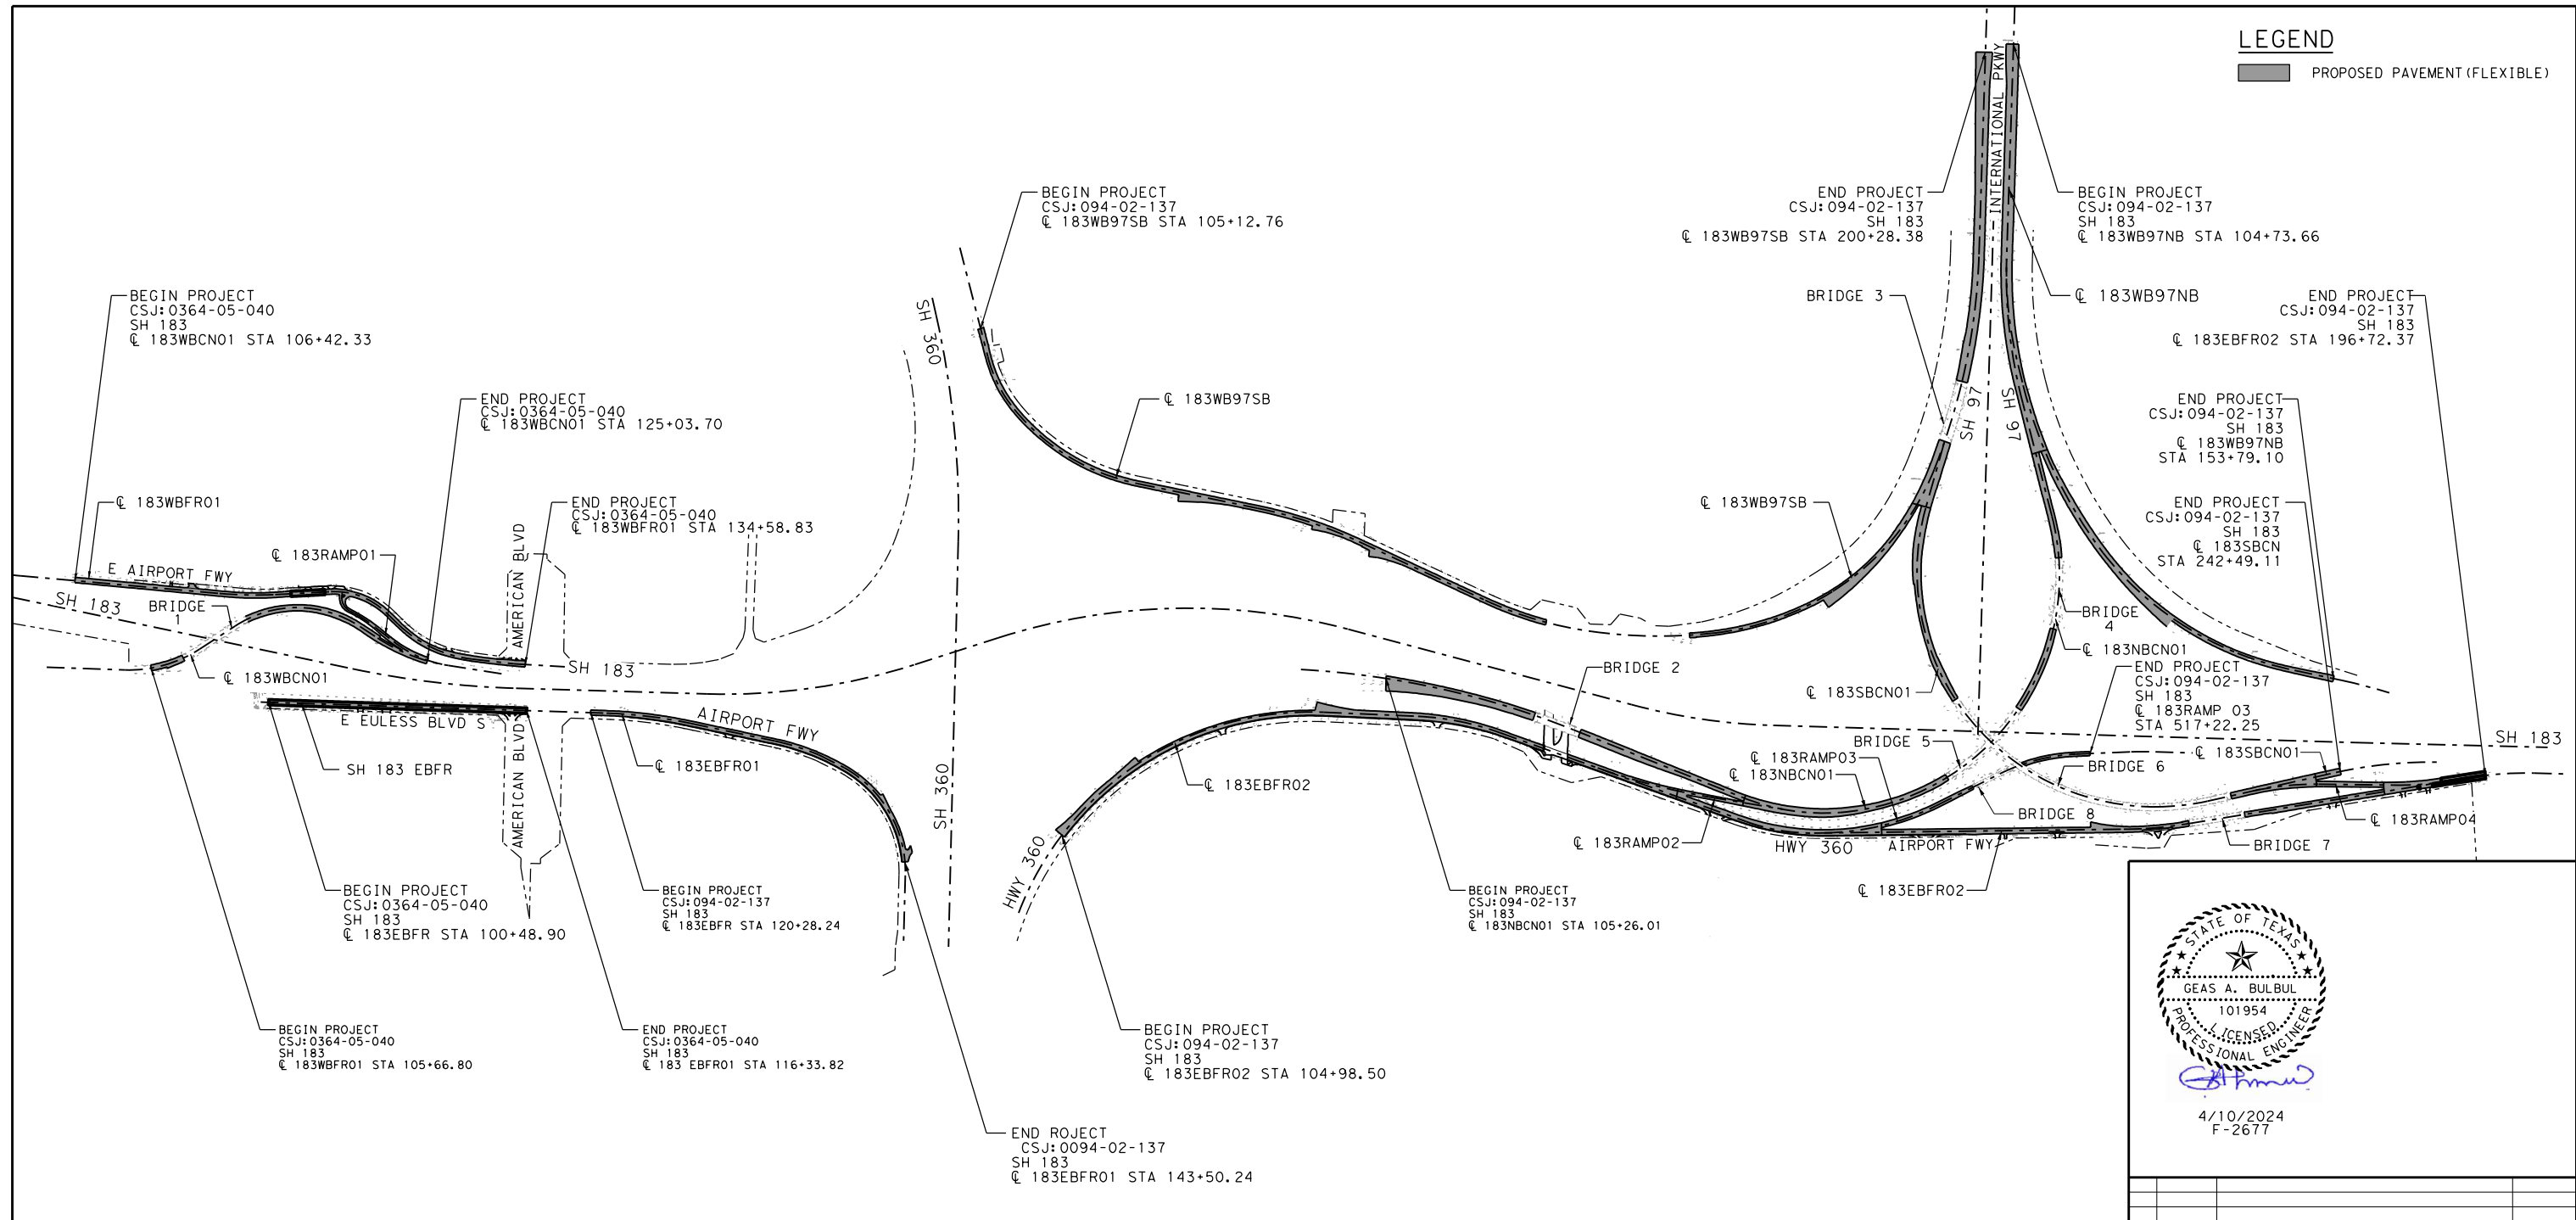 LEGEND
PROPOSED PAVEMENT(FLEXIBLE)
INTERNATIONAL PKWY
BEGIN PROJECT
CSJ:094-02-137
℄ 183WB97SB STA 105+12.76
END PROJECT
CSJ:094-02-137
SH 183
℄ 183WB97SB STA 200+28.38
BEGIN PROJECT
CSJ:094-02-137
SH 183
℄ 183WB97NB STA 104+73.66
BEGIN PROJECT
CSJ:0364-05-040
SH 183
℄ 183WBCN01 STA 106+42.33
SH 360
BRIDGE 3
℄ 183WB97NB
END PROJECT
CSJ:094-02-137
SH 183
℄ 183EBFR02 STA 196+72.37
END PROJECT
CSJ:0364-05-040
℄ 183WBCN01 STA 125+03.70
℄ 183WB97SB
SH 97
SH 97
END PROJECT
CSJ:094-02-137
SH 183
℄ 183WB97NB
STA 153+79.10
℄ 183WBFR01
END PROJECT
CSJ:0364-05-040
℄ 183WBFR01 STA 134+58.83
℄ 183WB97SB
END PROJECT
CSJ:094-02-137
SH 183
℄ 183SBCN
STA 242+49.11
℄ 183RAMP01
AMERICAN BLVD
E AIRPORT FWY
SH 183
BRIDGE
1
BRIDGE
4
℄ 183NBCN01
SH 183
℄ 183WBCN01
BRIDGE 2
℄ 183SBCN01
END PROJECT
CSJ:094-02-137
SH 183
℄ 183RAMP 03
STA 517+22.25
E EULESS BLVD S
AIRPORT FWY
SH 183
BRIDGE 5
℄ 183SBCN01
℄ 183RAMP03
BRIDGE 6
℄ 183NBCN01
SH 183 EBFR
AMERICAN BLVD
℄ 183EBFR01
SH 360
℄ 183EBFR02
BRIDGE 8
℄ 183RAMP04
℄ 183RAMP02
HWY 360
AIRPORT FWY
BRIDGE 7
HWY 360
℄ 183EBFR02
BEGIN PROJECT
CSJ:0364-05-040
SH 183
℄ 183EBFR STA 100+48.90
BEGIN PROJECT
CSJ:094-02-137
SH 183
℄ 183EBFR STA 120+28.24
BEGIN PROJECT
CSJ:094-02-137
SH 183
℄ 183NBCN01 STA 105+26.01
STATE OF TEXAS
GEAS A. BULBUL
101954
LICENSED
PROFESSIONAL ENGINEER
4/10/2024
F-2677
BEGIN PROJECT
CSJ:0364-05-040
SH 183
℄ 183WBFR01 STA 105+66.80
END PROJECT
CSJ:0364-05-040
SH 183
℄ 183 EBFR01 STA 116+33.82
BEGIN PROJECT
CSJ:094-02-137
SH 183
℄ 183EBFR02 STA 104+98.50
END ROJECT
CSJ:0094-02-137
SH 183
℄ 183EBFR01 STA 143+50.24